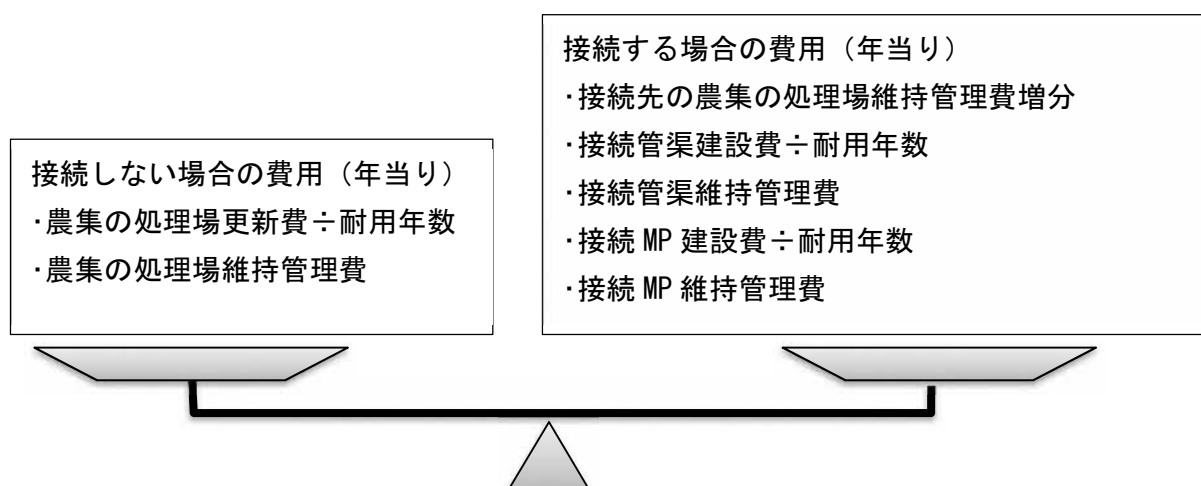 接続しない場合の費用（年当り）
・農集の処理場更新費÷耐用年数
・農集の処理場維持管理費
接続する場合の費用（年当り）
・接続先の農集の処理場維持管理費増分
・接続管渠建設費÷耐用年数
・接続管渠維持管理費
・接続 MP 建設費÷耐用年数
・接続 MP 維持管理費